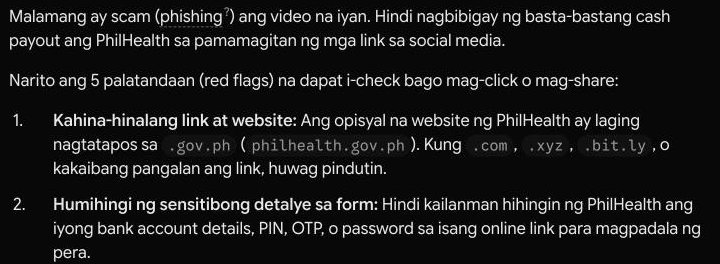 Malamang ay scam (phishing?) ang video na iyan. Hindi nagbibigay ng basta-bastang cash
payout ang PhilHealth sa pamamagitan ng mga link sa social media.
Narito ang 5 palatandaan (red flags) na dapat i-check bago mag-click o mag-share:
1. Kahina-hinalang link at website: Ang opisyal na website ng PhilHealth ay laging
nagtatapos sa .gov.ph ( philhealth.gov.ph ). Kung .com , .xyz , .bit.ly , o
kakaibang pangalan ang link, huwag pindutin.
2. Humihingi ng sensitibong detalye sa form: Hindi kailanman hihingin ng PhilHealth ang
iyong bank account details, PIN, OTP, o password sa isang online link para magpadala ng
pera.